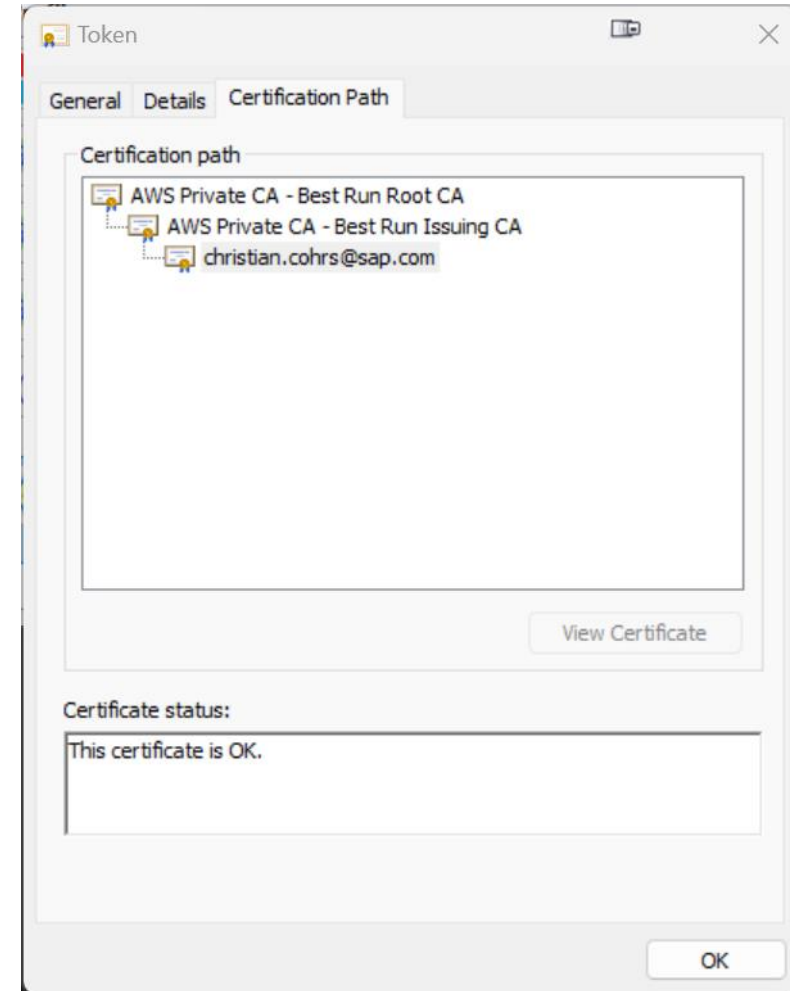 Token
General Details Certification Path
Certification path
AWS Private CA - Best Run Root CA
AWS Private CA - Best Run Issuing CA
christian.cohrs@sap.com
View Certificate
Certificate status:
This certificate is OK.
OK